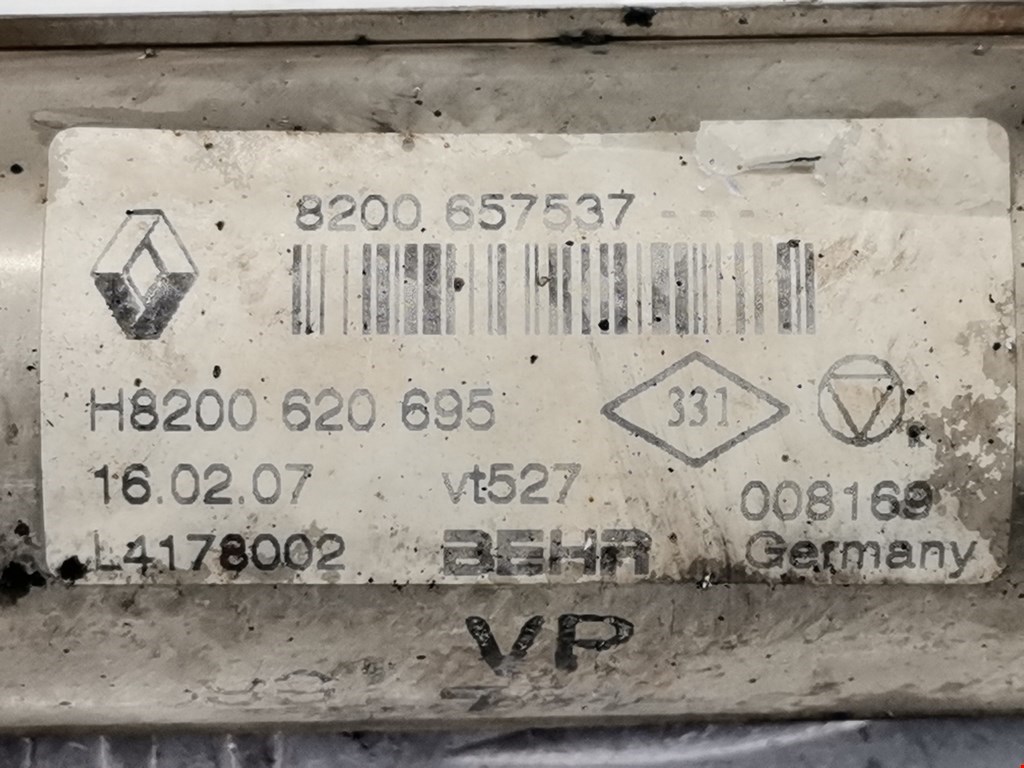 8200 657537 ---
H8200 620 695
331
16.02.07 vt527 008169
L4178002 BEHR Germany
VP